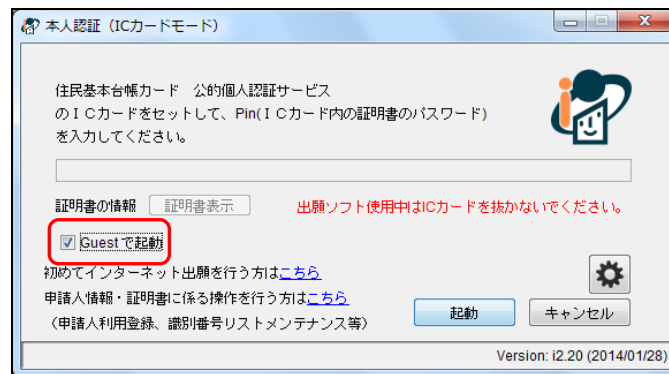 本人認証（ICカードモード）
住民基本台帳カード　公的個人認証サービス
のＩＣカードをセットして、Pin(ＩＣカード内の証明書のパスワード)
を入力してください。
証明書の情報 証明書表示 出願ソフト使用中はICカードを抜かないでください。
Guestで起動
初めてインターネット出願を行う方はこちら
申請人情報・証明書に係る操作を行う方はこちら
（申請人利用登録、識別番号リストメンテナンス等）
起動 キャンセル
Version: i2.20 (2014/01/28)